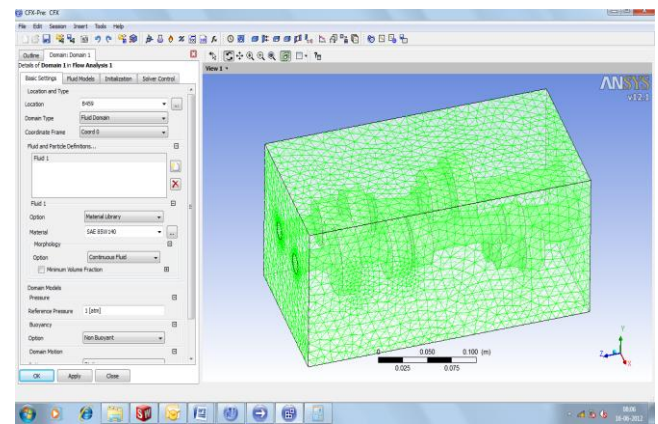 CFX-Pre: CFX
File Edit Session Insert Tools Help
Outline Domain: Domain 1
Details of Domain 1 in Flow Analysis 1
Basic Settings Fluid Models Initialization Solver Control
Location and Type
Location B459
Domain Type Fluid Domain
Coordinate Frame Coord 0
Fluid and Particle Definitions...
Fluid 1
Fluid 1
Option Material Library
Material SAE 85W140
Morphology
Option Continuous Fluid
Minimum Volume Fraction
Domain Models
Pressure
Reference Pressure 1 [atm]
Buoyancy
Option Non Buoyant
Domain Motion
OK Apply Close
View 1
ANSYS
v12.1
0 0.050 0.100 (m)
0.025 0.075
Y
Z
X
16-06-2012